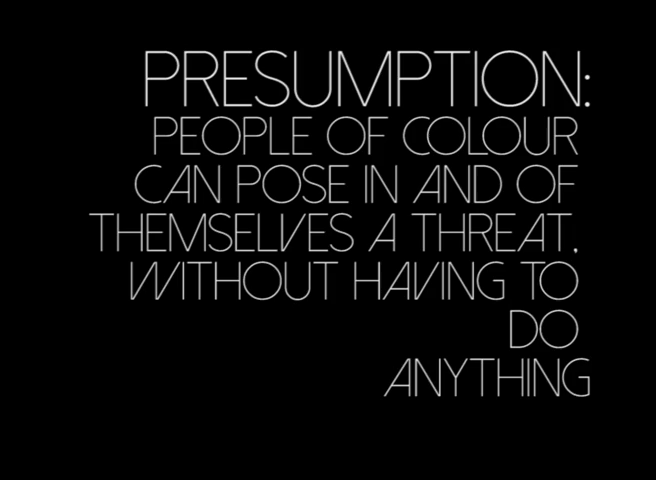 PRESUMPTION:
PEOPLE OF COLOUR
CAN POSE IN AND OF
THEMSELVES A THREAT,
WITHOUT HAVING TO
DO
ANYTHING